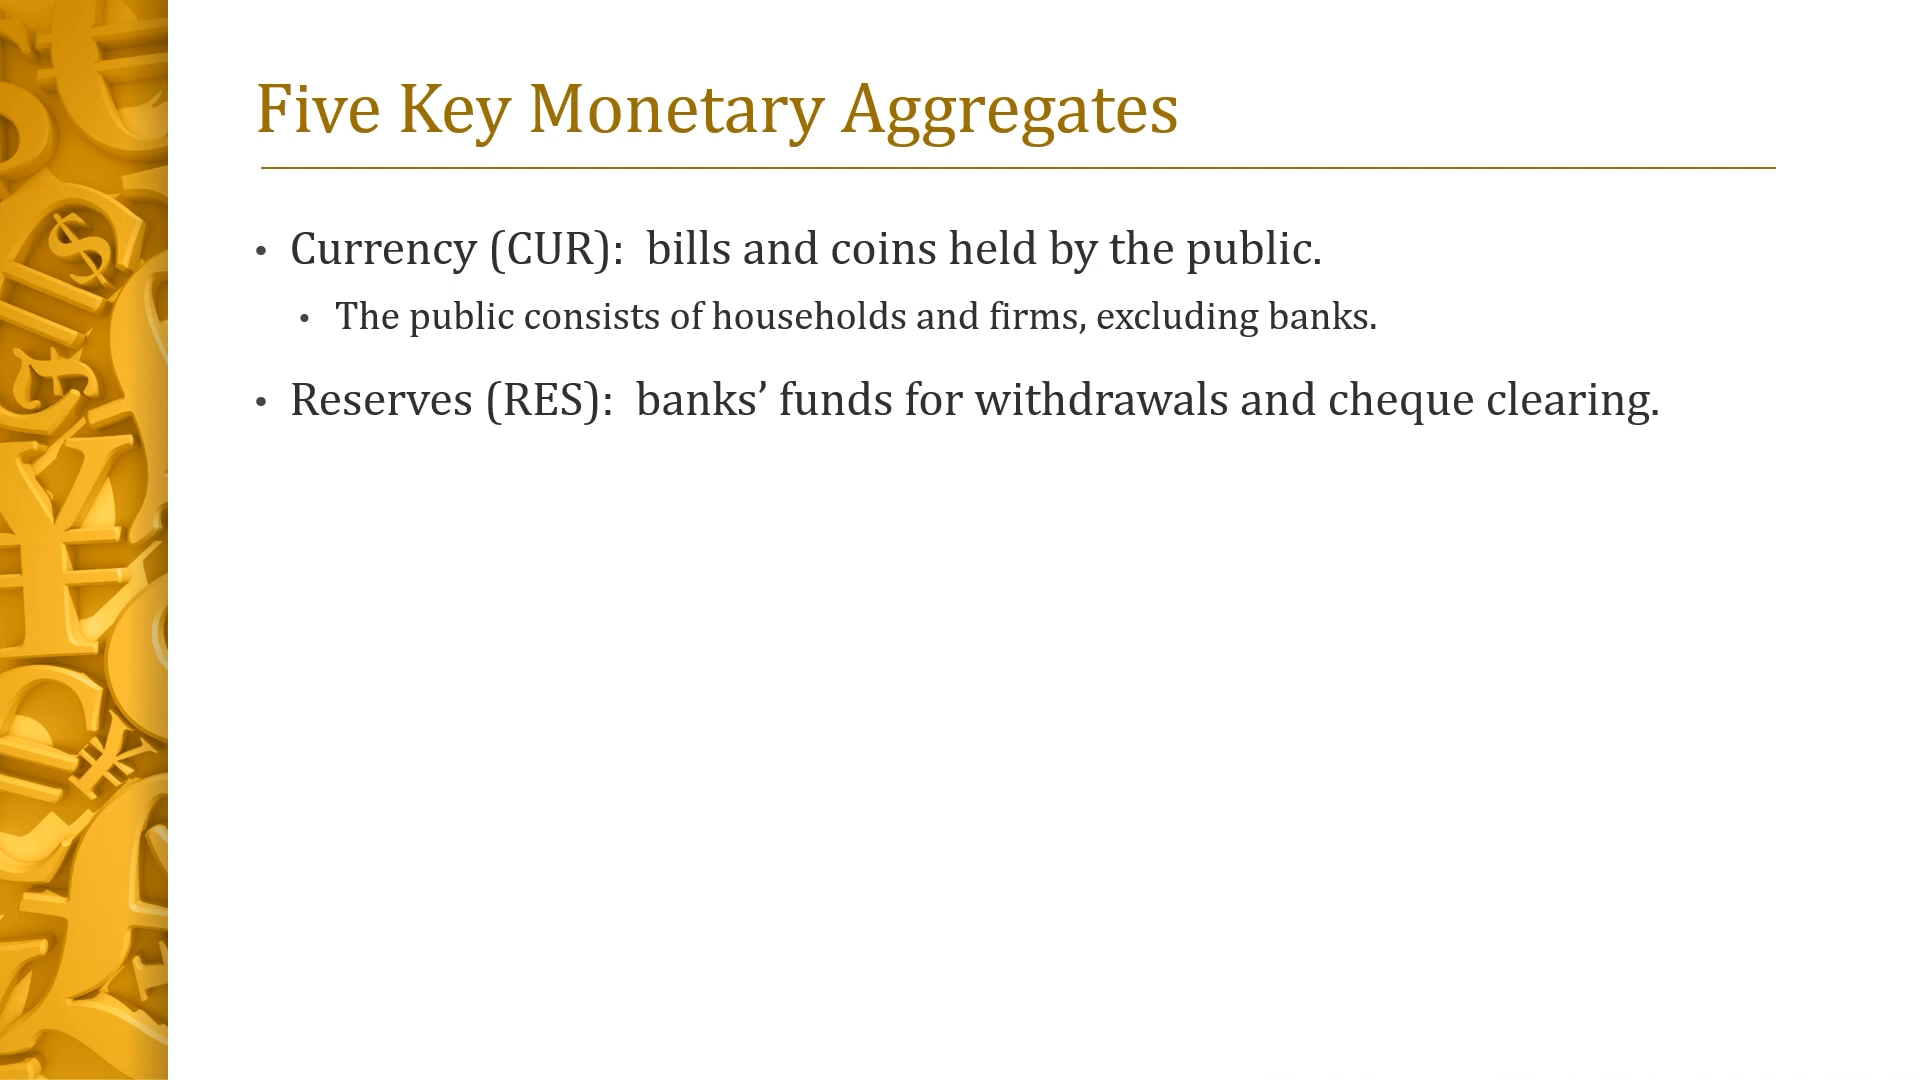 Five Key Monetary Aggregates
• Currency (CUR):  bills and coins held by the public.
• The public consists of households and firms, excluding banks.
• Reserves (RES):  banks’ funds for withdrawals and cheque clearing.